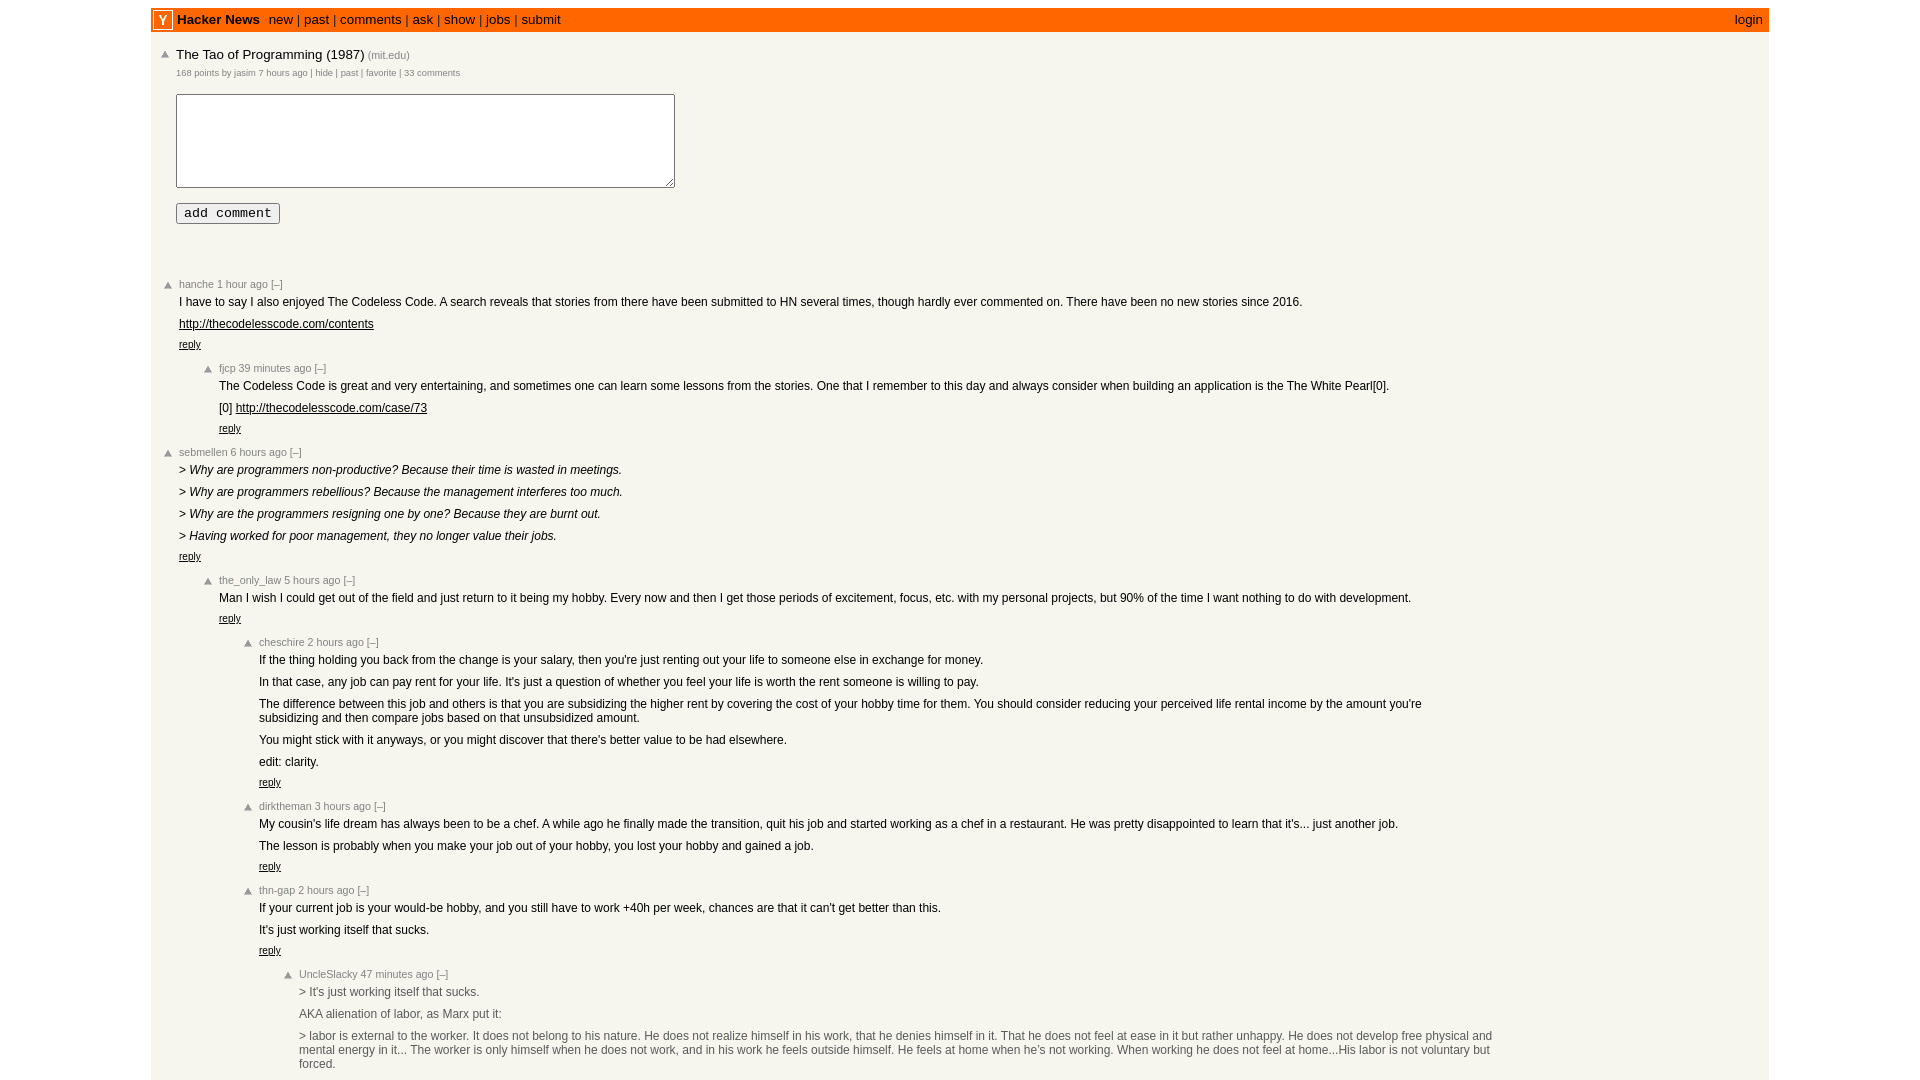 Y Hacker News new | past | comments | ask | show | jobs | submit login
The Tao of Programming (1987) (mit.edu)
168 points by jasim 7 hours ago | hide | past | favorite | 33 comments
add comment
hanche 1 hour ago [–]
I have to say I also enjoyed The Codeless Code. A search reveals that stories from there have been submitted to HN several times, though hardly ever commented on. There have been no new stories since 2016.
http://thecodelesscode.com/contents
reply
fjcp 39 minutes ago [–]
The Codeless Code is great and very entertaining, and sometimes one can learn some lessons from the stories. One that I remember to this day and always consider when building an application is the The White Pearl[0].
[0] http://thecodelesscode.com/case/73
reply
sebmellen 6 hours ago [–]
> Why are programmers non-productive? Because their time is wasted in meetings.
> Why are programmers rebellious? Because the management interferes too much.
> Why are the programmers resigning one by one? Because they are burnt out.
> Having worked for poor management, they no longer value their jobs.
reply
the_only_law 5 hours ago [–]
Man I wish I could get out of the field and just return to it being my hobby. Every now and then I get those periods of excitement, focus, etc. with my personal projects, but 90% of the time I want nothing to do with development.
reply
cheschire 2 hours ago [–]
If the thing holding you back from the change is your salary, then you're just renting out your life to someone else in exchange for money.
In that case, any job can pay rent for your life. It's just a question of whether you feel your life is worth the rent someone is willing to pay.
The difference between this job and others is that you are subsidizing the higher rent by covering the cost of your hobby time for them. You should consider reducing your perceived life rental income by the amount you're
subsidizing and then compare jobs based on that unsubsidized amount.
You might stick with it anyways, or you might discover that there's better value to be had elsewhere.
edit: clarity.
reply
dirktheman 3 hours ago [–]
My cousin's life dream has always been to be a chef. A while ago he finally made the transition, quit his job and started working as a chef in a restaurant. He was pretty disappointed to learn that it's... just another job.
The lesson is probably when you make your job out of your hobby, you lost your hobby and gained a job.
reply
thn-gap 2 hours ago [–]
If your current job is your would-be hobby, and you still have to work +40h per week, chances are that it can't get better than this.
It's just working itself that sucks.
reply
UncleSlacky 47 minutes ago [–]
> It's just working itself that sucks.
AKA alienation of labor, as Marx put it:
> labor is external to the worker. It does not belong to his nature. He does not realize himself in his work, that he denies himself in it. That he does not feel at ease in it but rather unhappy. He does not develop free physical and
mental energy in it... The worker is only himself when he does not work, and in his work he feels outside himself. He feels at home when he’s not working. When working he does not feel at home...His labor is not voluntary but
forced.